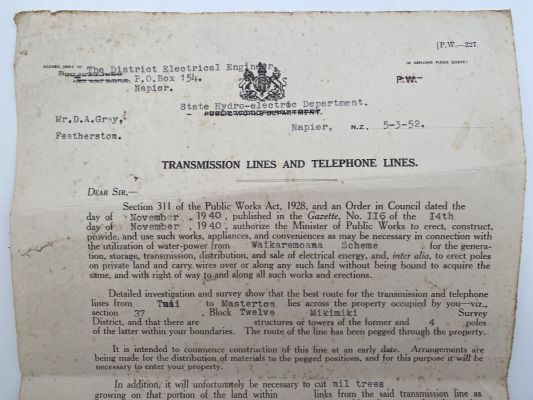 [P.W.—227.
ADDRESS REPLY TO
IN REPLYING PLEASE QUOTE:
The District Electrical Engineer,
P.O.Box 154.
P.W.
Napier.
State Hydro-electric Department.
PUBLIC WORKS DEPARTMENT.
Mr.D.A.Gray,
Napier, N.Z., 5-3-52.
Featherston.
TRANSMISSION LINES AND TELEPHONE LINES.
DEAR SIR,—
Section 311 of the Public Works Act, 1928, and an Order in Council dated the
day of November , 1940, published in the Gazette, No. 116 of the 14th
day of November , 1940, authorize the Minister of Public Works to erect, construct,
provide, and use such works, appliances, and conveniences as may be necessary in connection with
the utilization of water-power from Waikaremoana Scheme for the genera-
tion, storage, transmission, distribution, and sale of electrical energy, and, inter alia, to erect poles
on private land and carry wires over or along any such land without being bound to acquire the
same, and with right of way to and along all such works and erections.
Detailed investigation and survey show that the best route for the transmission and telephone
lines from Tuai to Masterton lies across the property occupied by you—viz.,
section 37 , Block Twelve Mikimiki Survey
District, and that there are structures or towers of the former and 4 poles
of the latter within your boundaries. The route of the line has been pegged through the property.
It is intended to commence construction of this line at an early date. Arrangements are
being made for the distribution of materials to the pegged positions, and for this purpose it will be
necessary to enter your property.
In addition, it will unfortunately be necessary to cut mil trees
growing on that portion of the land within links from the said transmission line as